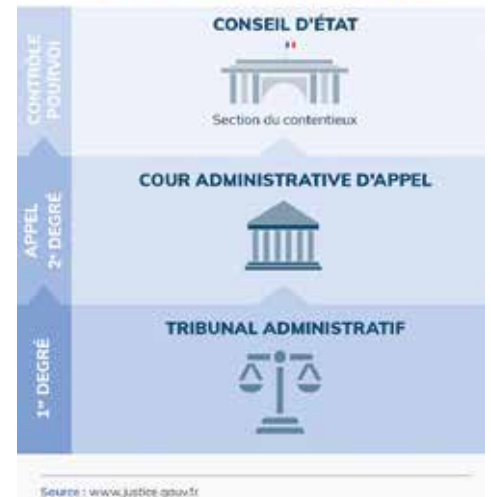 CONTRÔLE
POURVOI
CONSEIL D'ÉTAT
Section du contentieux
APPEL
2e DEGRÉ
COUR ADMINISTRATIVE D'APPEL
1er DEGRÉ
TRIBUNAL ADMINISTRATIF
Source : www.justice.gouv.fr